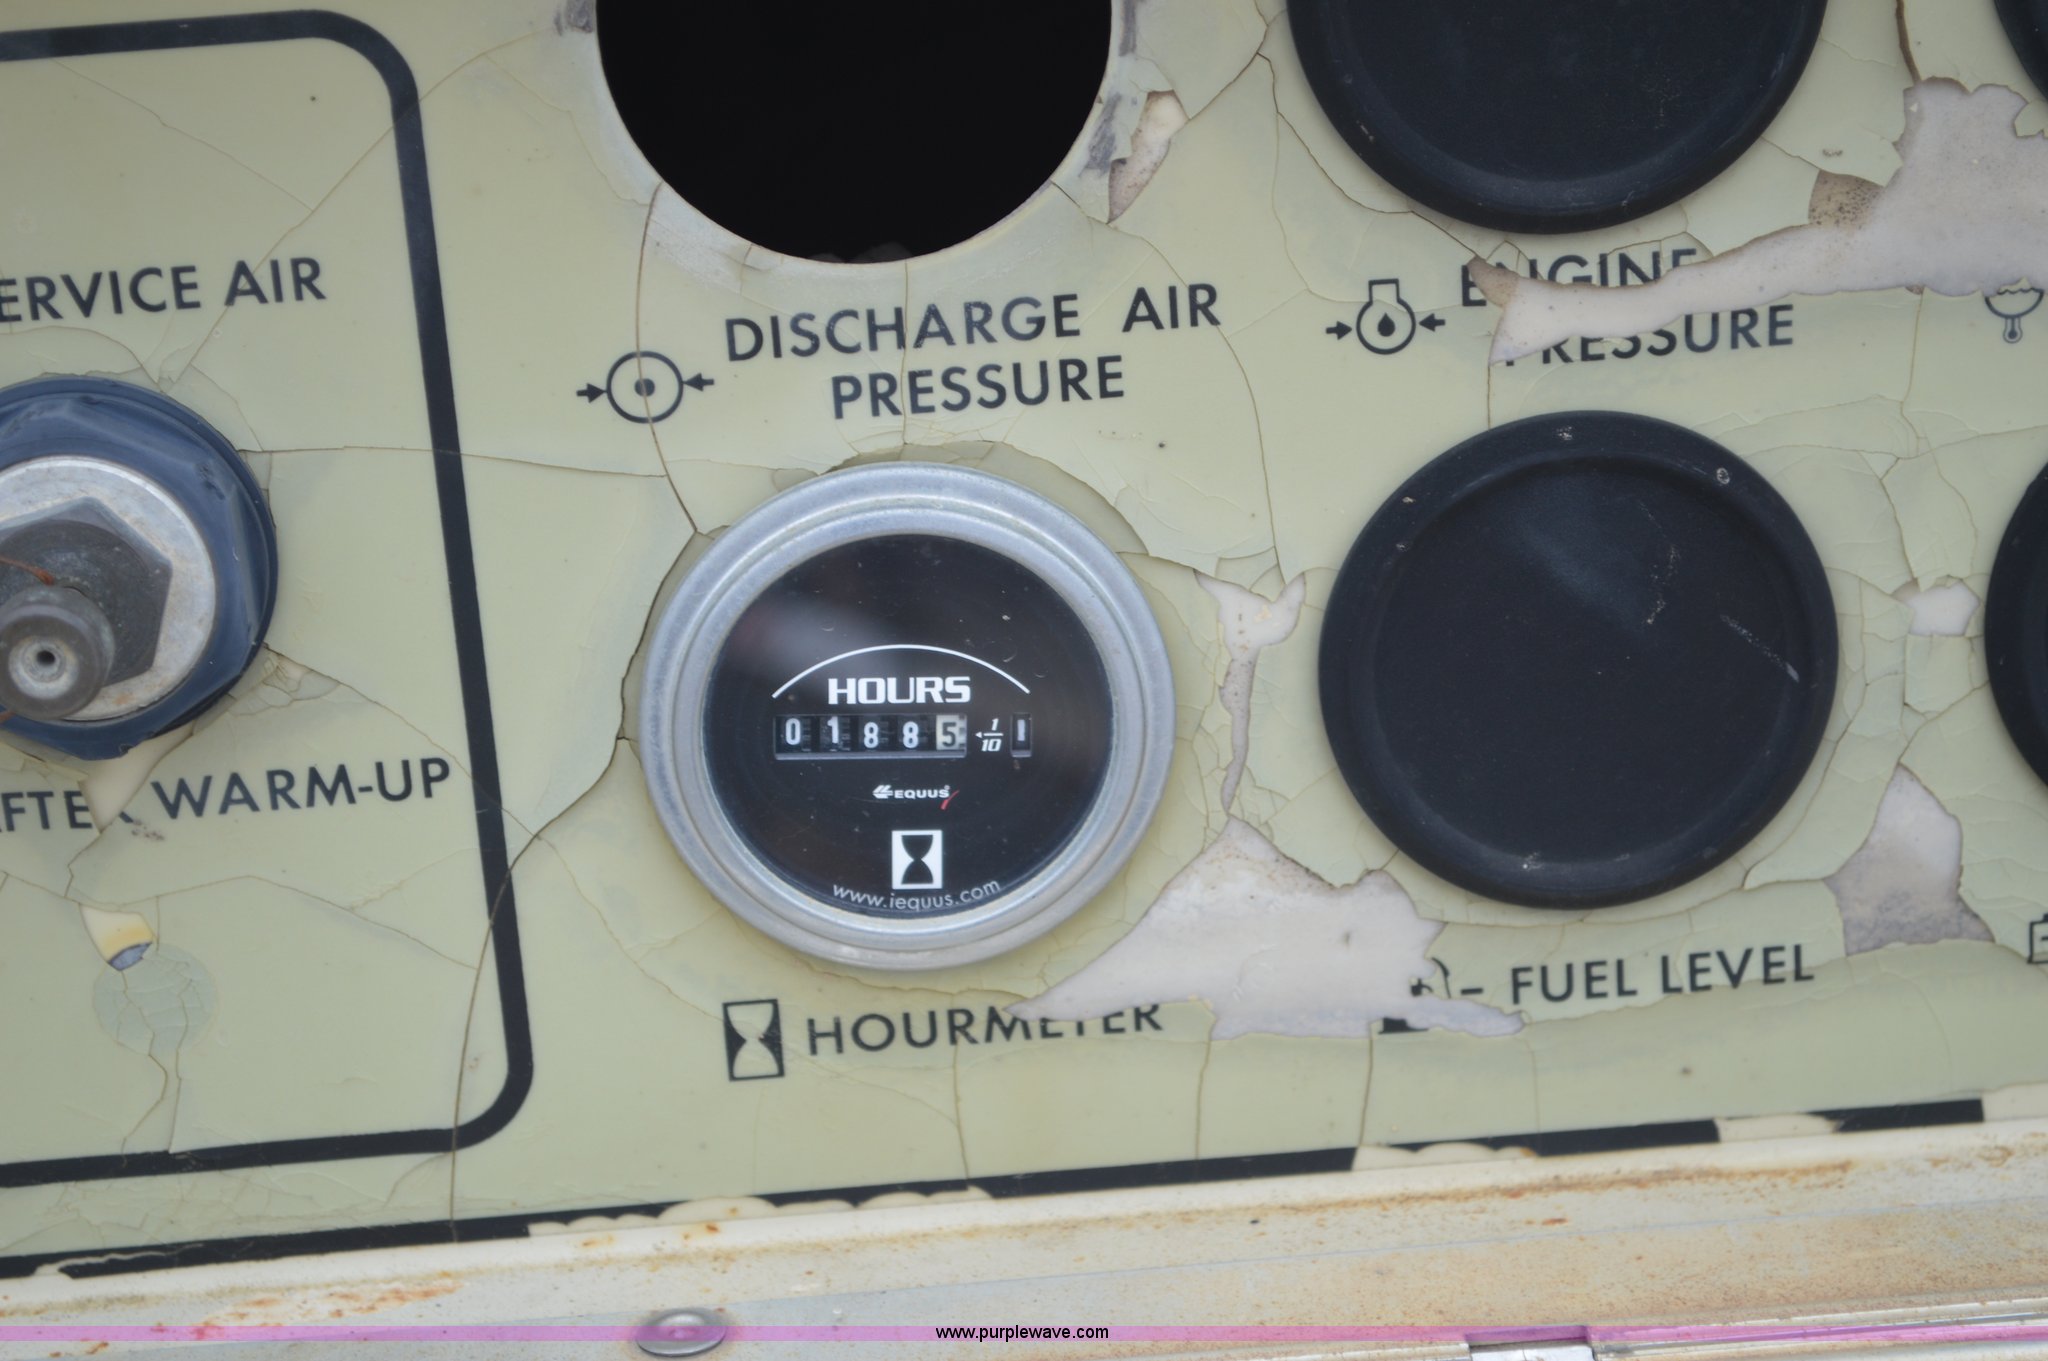 ERVICE AIR
DISCHARGE AIR
PRESSURE
ENGINE
PRESSURE
HOURS
01885 1/10
EQUUS
www.iequus.com
AFTER WARM-UP
HOURMETER
- FUEL LEVEL
www.purplewave.com